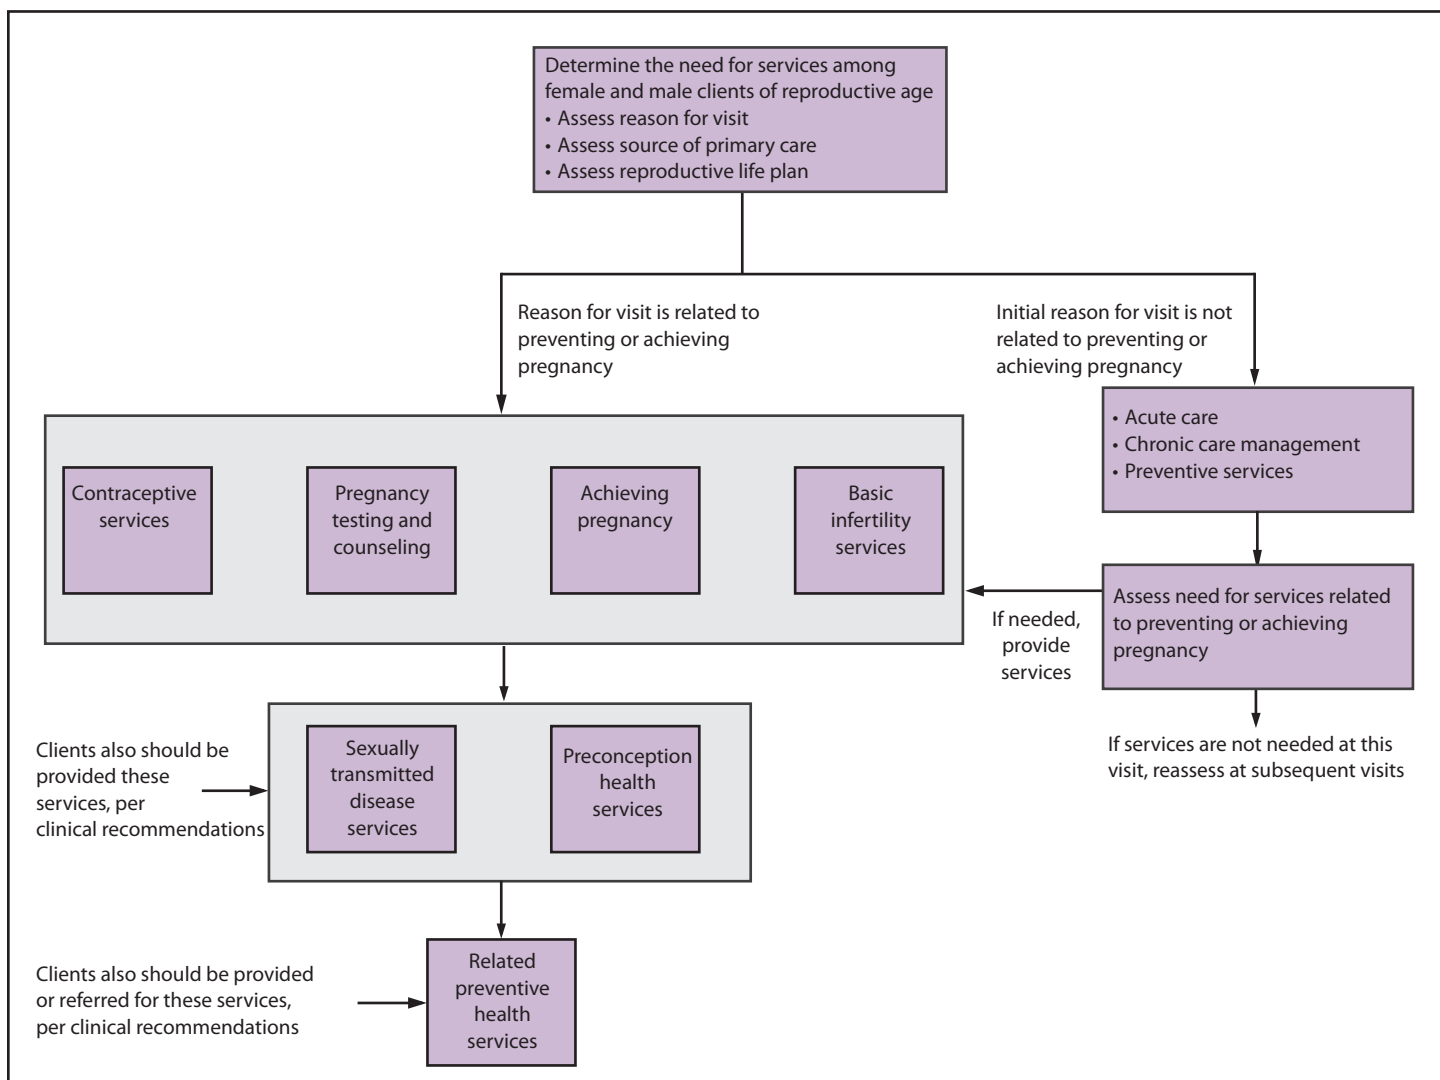 Determine the need for services among
female and male clients of reproductive age
• Assess reason for visit
• Assess source of primary care
• Assess reproductive life plan
Reason for visit is related to
preventing or achieving
pregnancy
Initial reason for visit is not
related to preventing or
achieving pregnancy
• Acute care
• Chronic care management
• Preventive services
Contraceptive
services
Pregnancy
testing and
counseling
Achieving
pregnancy
Basic
infertility
services
Assess need for services related
to preventing or achieving
pregnancy
If needed,
provide
services
If services are not needed at this
visit, reassess at subsequent visits
Clients also should be
provided these
services, per
clinical recommendations
Sexually
transmitted
disease
services
Preconception
health
services
Clients also should be provided
or referred for these services,
per clinical recommendations
Related
preventive
health
services